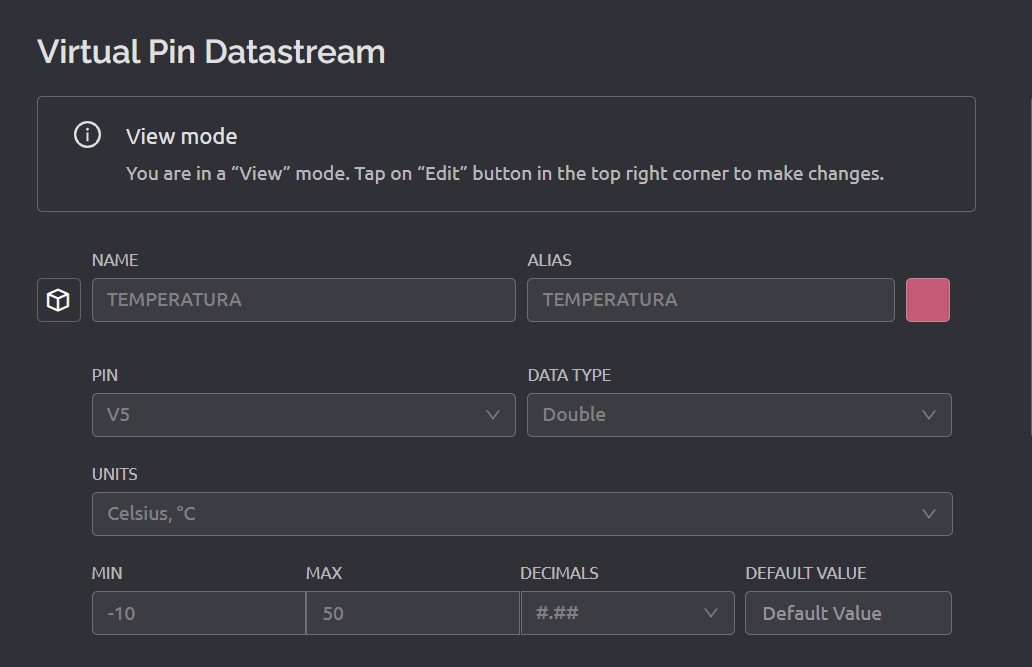 Virtual Pin Datastream
View mode
You are in a “View” mode. Tap on “Edit” button in the top right corner to make changes.
NAME ALIAS
TEMPERATURA TEMPERATURA
PIN DATA TYPE
V5 Double
UNITS
Celsius, °C
MIN MAX DECIMALS DEFAULT VALUE
-10 50 #.## Default Value